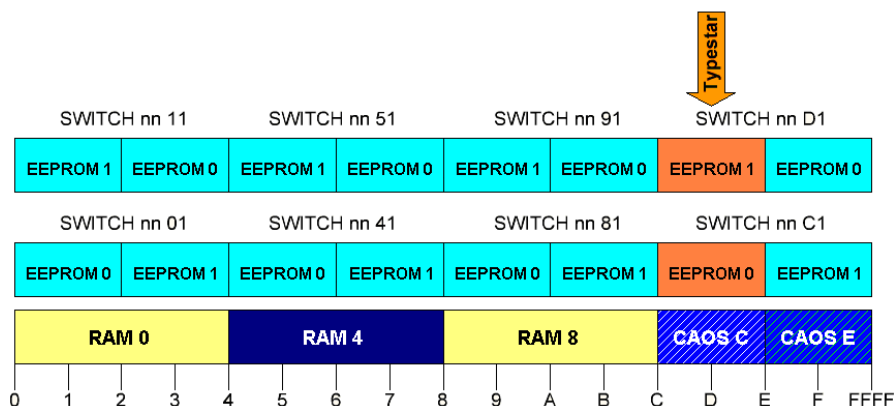 Typestar
SWITCH nn 11 SWITCH nn 51 SWITCH nn 91 SWITCH nn D1
EEPROM 1 EEPROM 0 EEPROM 1 EEPROM 0 EEPROM 1 EEPROM 0 EEPROM 1 EEPROM 0
SWITCH nn 01 SWITCH nn 41 SWITCH nn 81 SWITCH nn C1
EEPROM 0 EEPROM 1 EEPROM 0 EEPROM 1 EEPROM 0 EEPROM 1 EEPROM 0 EEPROM 1
RAM 0 RAM 4 RAM 8 CAOS C CAOS E
0 1 2 3 4 5 6 7 8 9 A B C D E F FFFF